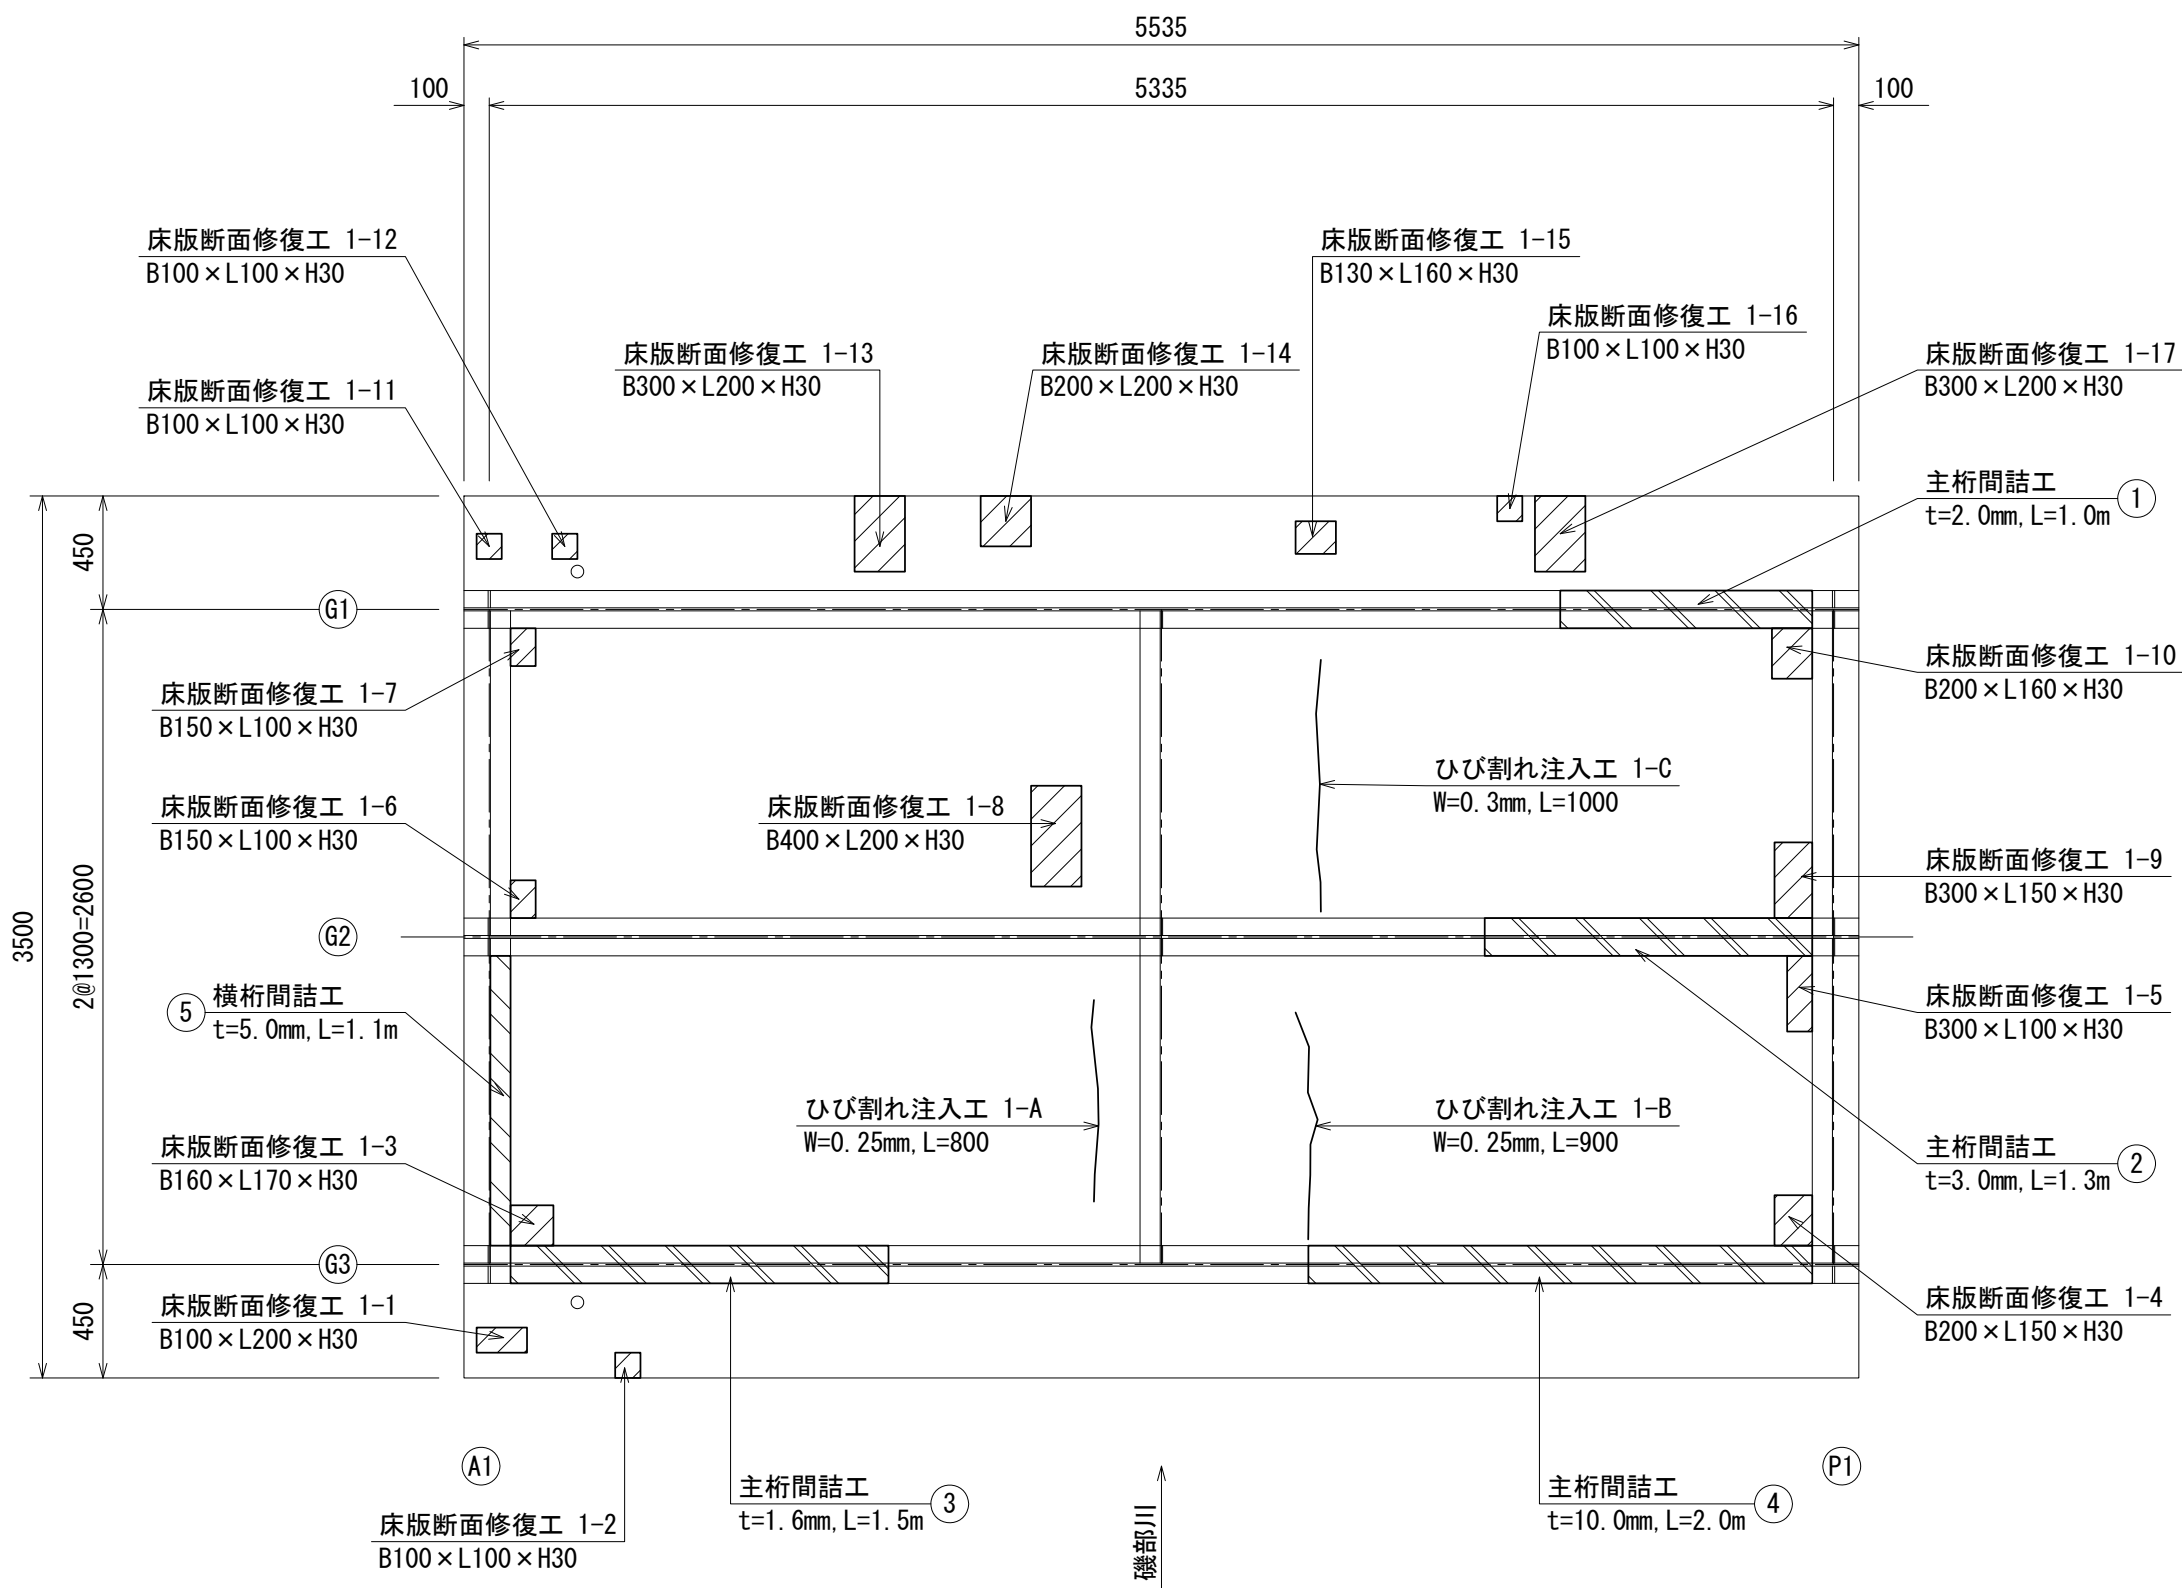 5535
100
5335
100
床版断面修復工 1-12
B100×L100×H30
床版断面修復工 1-15
B130×L160×H30
床版断面修復工 1-16
B100×L100×H30
床版断面修復工 1-13
B300×L200×H30
床版断面修復工 1-14
B200×L200×H30
床版断面修復工 1-17
B300×L200×H30
床版断面修復工 1-11
B100×L100×H30
主桁間詰工
t=2.0mm,L=1.0m
1
450
G1
床版断面修復工 1-7
B150×L100×H30
床版断面修復工 1-10
B200×L160×H30
ひび割れ注入工 1-C
W=0.3mm,L=1000
床版断面修復工 1-6
B150×L100×H30
床版断面修復工 1-8
B400×L200×H30
床版断面修復工 1-9
B300×L150×H30
3500
2@1300=2600
G2
5
横桁間詰工
t=5.0mm,L=1.1m
床版断面修復工 1-5
B300×L100×H30
ひび割れ注入工 1-A
W=0.25mm,L=800
ひび割れ注入工 1-B
W=0.25mm,L=900
床版断面修復工 1-3
B160×L170×H30
主桁間詰工
t=3.0mm,L=1.3m
2
G3
床版断面修復工 1-1
B100×L200×H30
450
床版断面修復工 1-4
B200×L150×H30
A1
P1
主桁間詰工
t=1.6mm,L=1.5m
3
主桁間詰工
t=10.0mm,L=2.0m
4
床版断面修復工 1-2
B100×L100×H30
磯部川